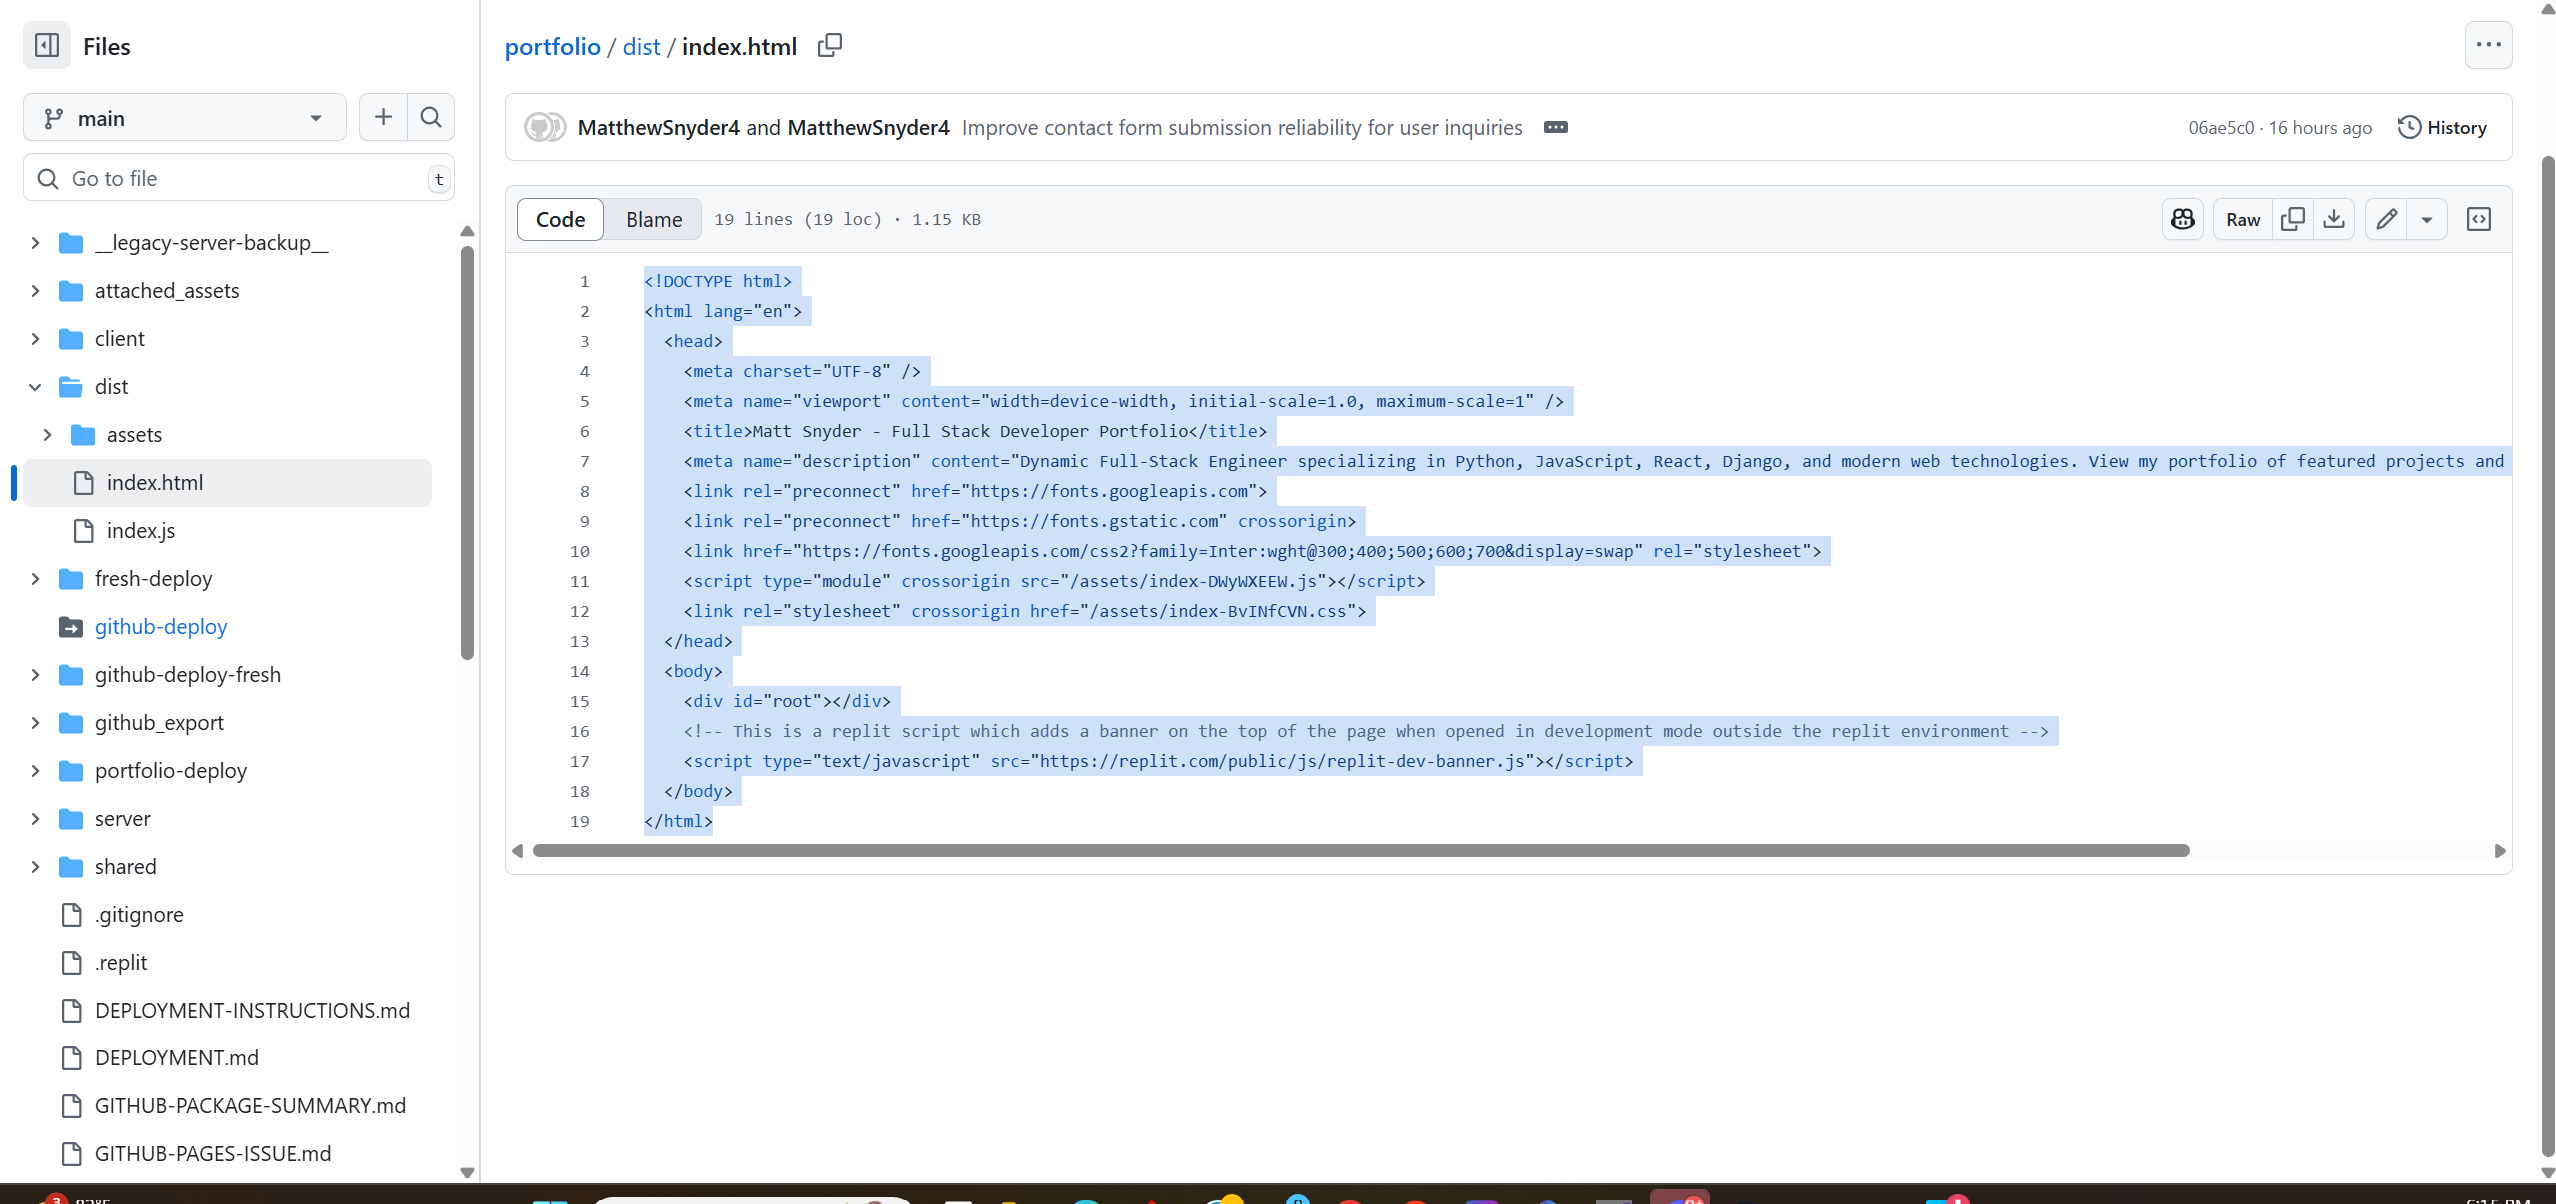 Files
main
Go to file
t
__legacy-server-backup__
attached_assets
client
dist
assets
index.html
index.js
fresh-deploy
github-deploy
github-deploy-fresh
github_export
portfolio-deploy
server
shared
.gitignore
.replit
DEPLOYMENT-INSTRUCTIONS.md
DEPLOYMENT.md
GITHUB-PACKAGE-SUMMARY.md
GITHUB-PAGES-ISSUE.md
portfolio / dist / index.html
MatthewSnyder4 and MatthewSnyder4 Improve contact form submission reliability for user inquiries
06ae5c0 · 16 hours ago
History
Code Blame 19 lines (19 loc) · 1.15 KB
Raw
1 <!DOCTYPE html>
2 <html lang="en">
3 <head>
4 <meta charset="UTF-8" />
5 <meta name="viewport" content="width=device-width, initial-scale=1.0, maximum-scale=1" />
6 <title>Matt Snyder - Full Stack Developer Portfolio</title>
7 <meta name="description" content="Dynamic Full-Stack Engineer specializing in Python, JavaScript, React, Django, and modern web technologies. View my portfolio of featured projects and
8 <link rel="preconnect" href="https://fonts.googleapis.com">
9 <link rel="preconnect" href="https://fonts.gstatic.com" crossorigin>
10 <link href="https://fonts.googleapis.com/css2?family=Inter:wght@300;400;500;600;700&display=swap" rel="stylesheet">
11 <script type="module" crossorigin src="/assets/index-DWyWXEEW.js"></script>
12 <link rel="stylesheet" crossorigin href="/assets/index-BvINfCVN.css">
13 </head>
14 <body>
15 <div id="root"></div>
16 <!-- This is a replit script which adds a banner on the top of the page when opened in development mode outside the replit environment -->
17 <script type="text/javascript" src="https://replit.com/public/js/replit-dev-banner.js"></script>
18 </body>
19 </html>
3